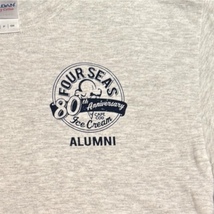 FOUR SEAS
80th Anniversary
CAPE COD
Ice Cream
ALUMNI